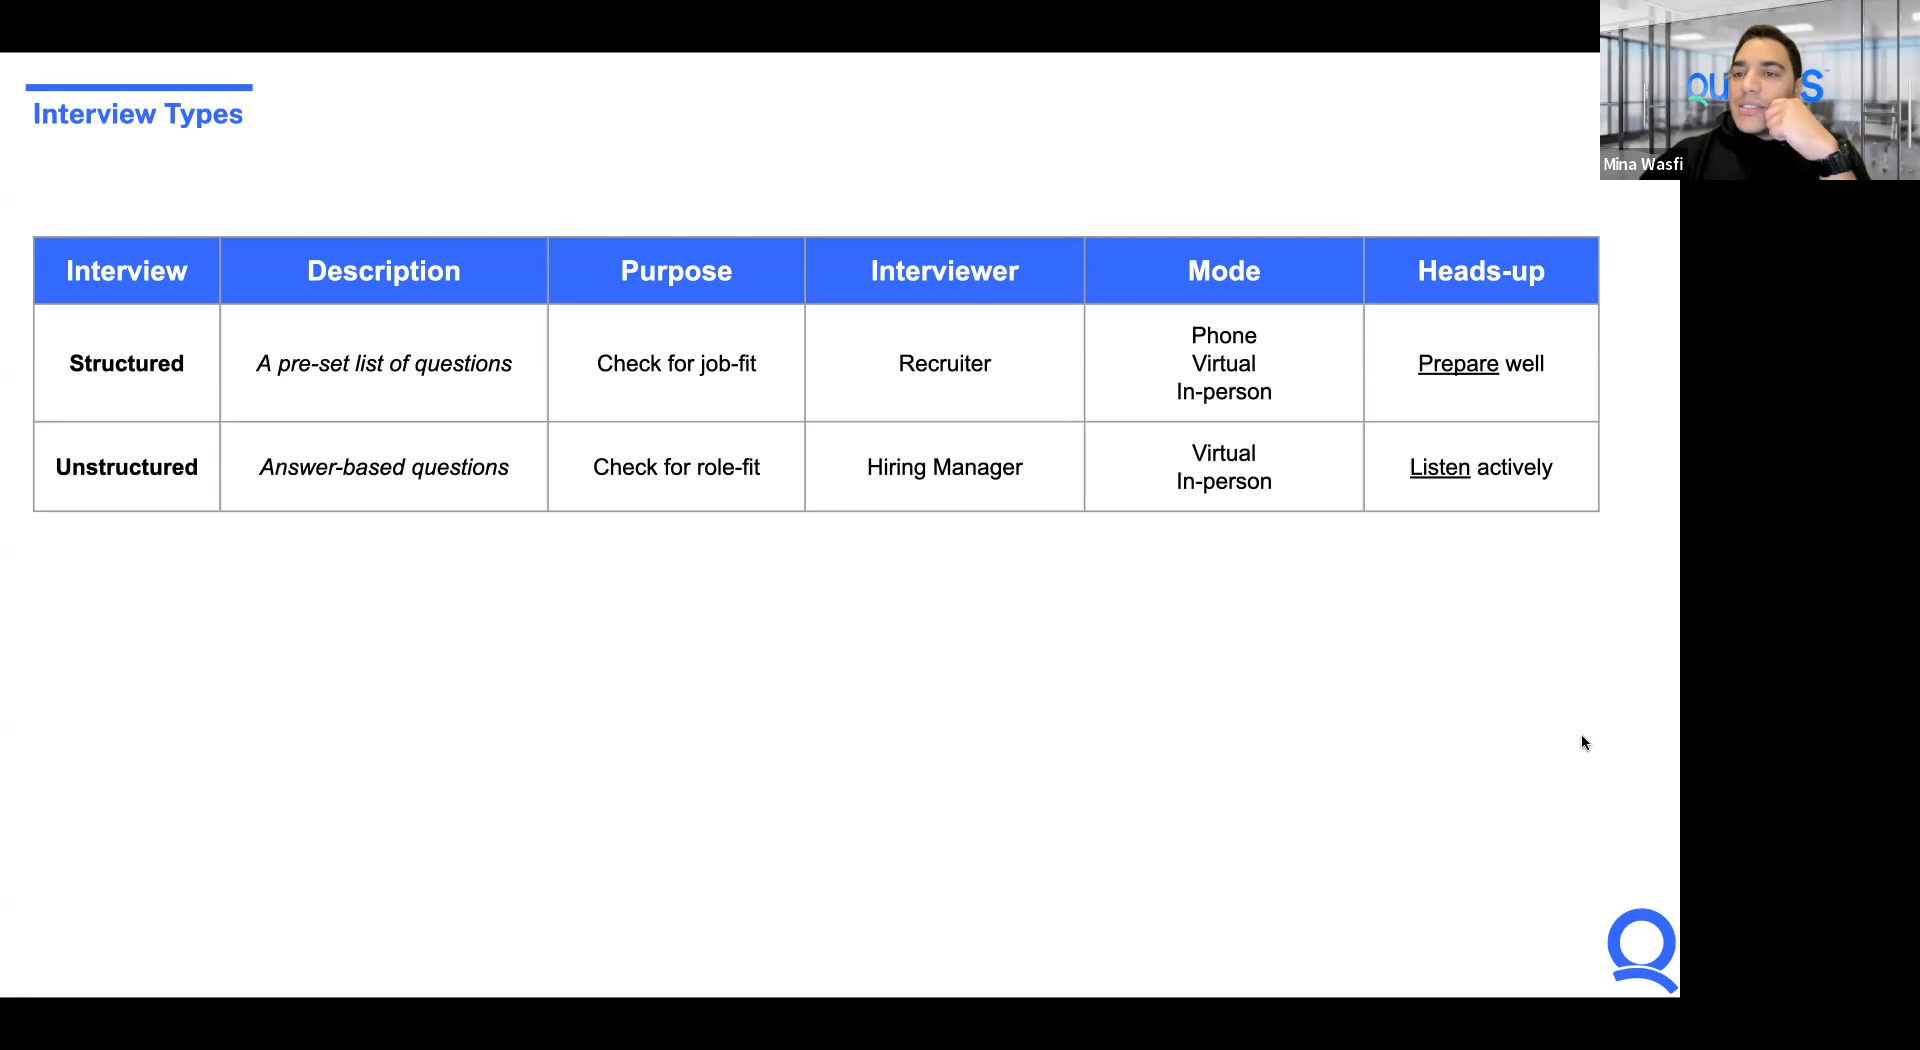 Interview Types
Mina Wasfi
Interview Description Purpose Interviewer Mode Heads-up
Structured A pre-set list of questions Check for job-fit Recruiter Phone
Virtual
In-person Prepare well
Unstructured Answer-based questions Check for role-fit Hiring Manager Virtual
In-person Listen actively